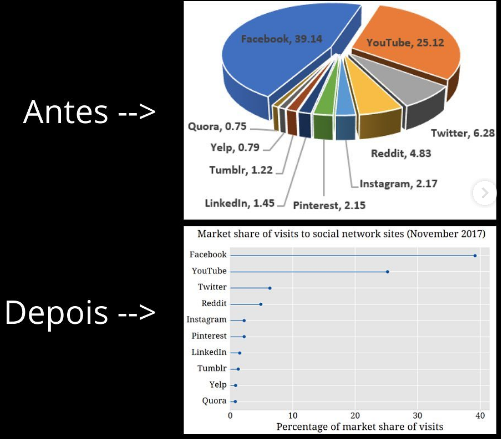 Antes -->
Facebook, 39.14
YouTube, 25.12
Quora, 0.75
Twitter, 6.28
Yelp, 0.79
Reddit, 4.83
Tumblr, 1.22
Instagram, 2.17
LinkedIn, 1.45
Pinterest, 2.15
Depois -->
Market share of visits to social network sites (November 2017)
Facebook
YouTube
Twitter
Reddit
Instagram
Pinterest
LinkedIn
Tumblr
Yelp
Quora
0 10 20 30 40
Percentage of market share of visits